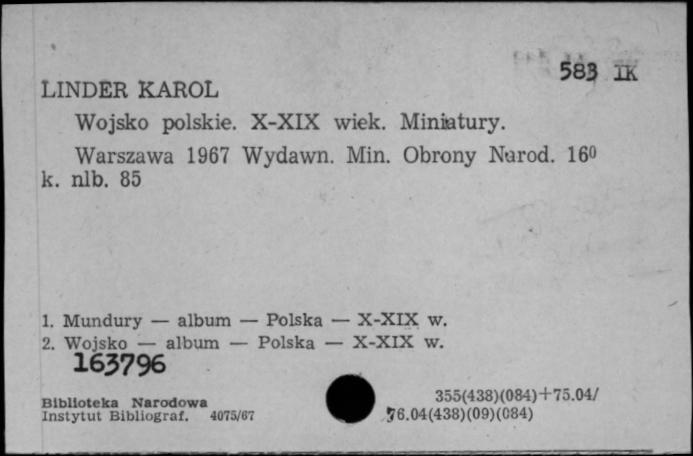 583 IK
LINDER KAROL
Wojsko polskie. X-XIX wiek. Miniatury.
Warszawa 1967 Wydawn. Min. Obrony Narod. 16⁰
k. nlb. 85
1. Mundury — album — Polska — X-XIX w.
2. Wojsko — album — Polska — X-XIX w.
163796
355(438)(084)+75.04/
Biblioteka Narodowa
Instytut Bibliograf. 4075/67
76.04(438)(09)(084)